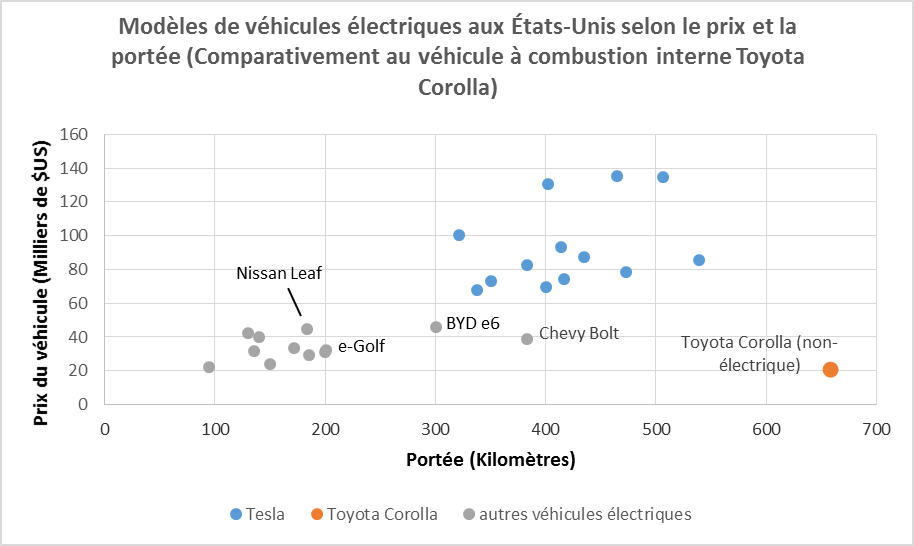 Modèles de véhicules électriques aux États-Unis selon le prix et la
portée (Comparativement au véhicule à combustion interne Toyota
Corolla)
Prix du véhicule (Milliers de $US)
160
140
120
100
80
60
40
20
0
Nissan Leaf
e-Golf
BYD e6
Chevy Bolt
Toyota Corolla (non-
électrique)
0 100 200 300 400 500 600 700
Portée (Kilomètres)
Tesla Toyota Corolla autres véhicules électriques